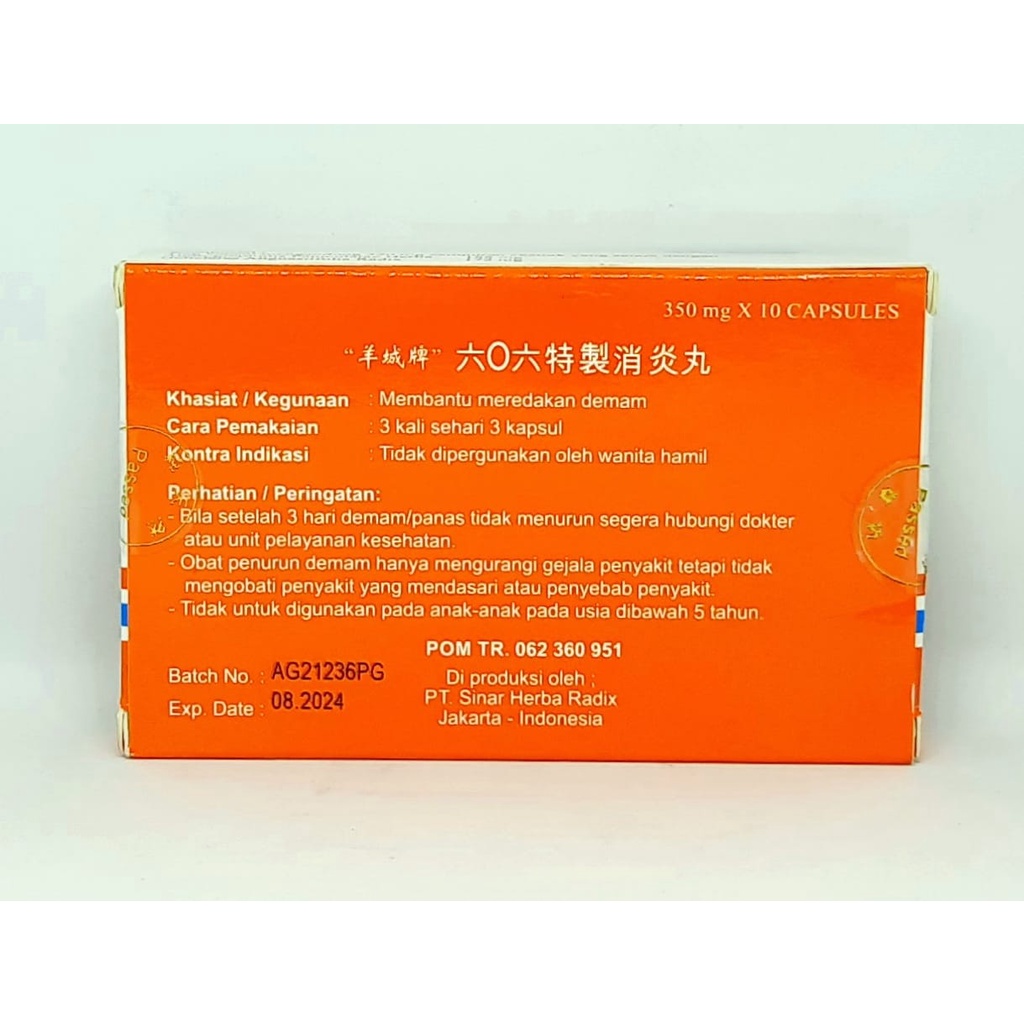 350 mg X 10 CAPSULES
“羊城牌” 六〇六特製消炎丸
Khasiat / Kegunaan : Membantu meredakan demam
Cara Pemakaian : 3 kali sehari 3 kapsul
Kontra Indikasi : Tidak dipergunakan oleh wanita hamil
Perhatian / Peringatan:
- Bila setelah 3 hari demam/panas tidak menurun segera hubungi dokter
atau unit pelayanan kesehatan.
- Obat penurun demam hanya mengurangi gejala penyakit tetapi tidak
mengobati penyakit yang mendasari atau penyebab penyakit.
- Tidak untuk digunakan pada anak-anak pada usia dibawah 5 tahun.
POM TR. 062 360 951
Batch No. : AG21236PG
Exp. Date : 08.2024
Di produksi oleh ;
PT. Sinar Herba Radix
Jakarta - Indonesia
Passed
Passed